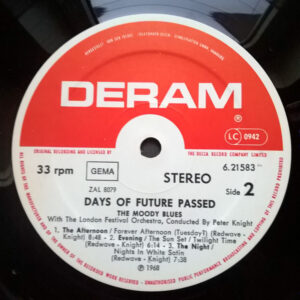 DERAM
®
ORIGINAL RECORDING AND LICENSED BY THE DECCA RECORD COMPANY LIMITED, LONDON
LC 0942
33 rpm GEMA STEREO 6.21583
ZAL 8079 Side 2
DAYS OF FUTURE PASSED
THE MOODY BLUES
With The London Festival Orchestra, Conducted By Peter Knight
1. The Afternoon / Forever Afternoon (Tuesday?) (Redwave -
Knight) 8:48 - 2. Evening / The Sun Set / Twilight Time
(Redwave - Knight) 6:14 - 3. The Night /
Nights In White Satin
(Redwave - Knight) 7:38
Ⓟ 1968